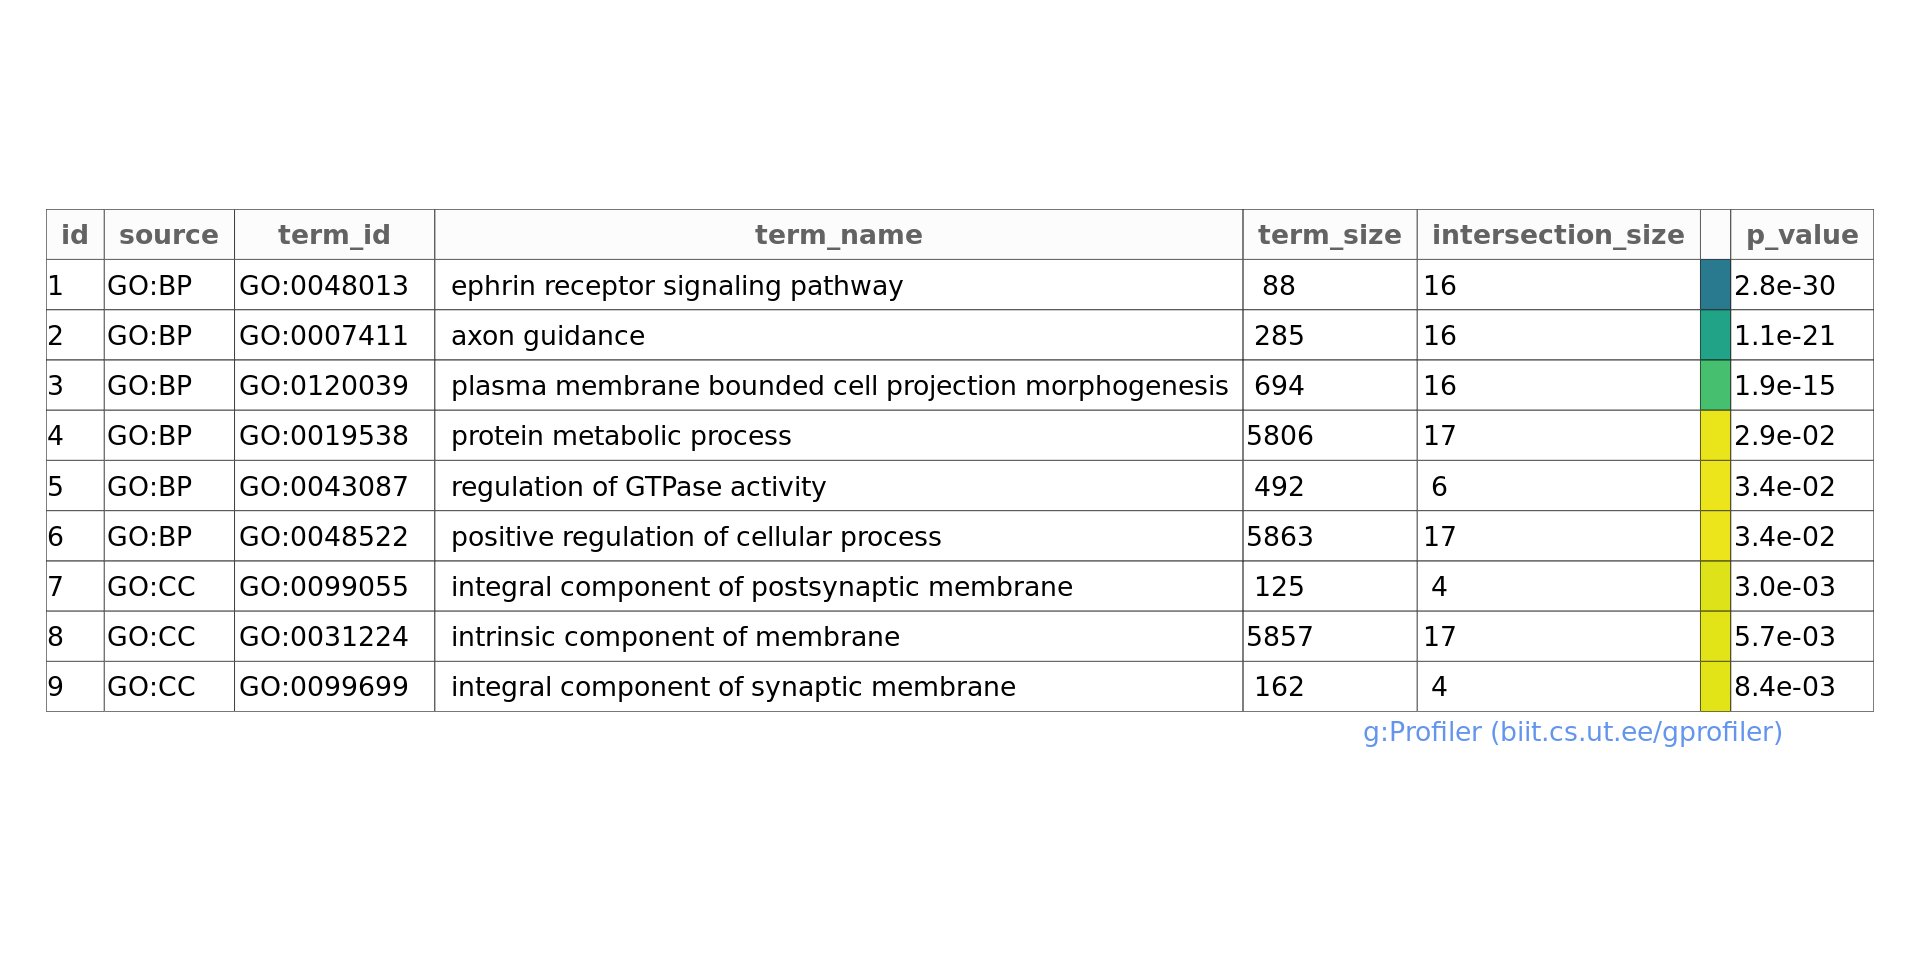 id source term_id term_name term_size intersection_size p_value
1 GO:BP GO:0048013 ephrin receptor signaling pathway 88 16 2.8e-30
2 GO:BP GO:0007411 axon guidance 285 16 1.1e-21
3 GO:BP GO:0120039 plasma membrane bounded cell projection morphogenesis 694 16 1.9e-15
4 GO:BP GO:0019538 protein metabolic process 5806 17 2.9e-02
5 GO:BP GO:0043087 regulation of GTPase activity 492 6 3.4e-02
6 GO:BP GO:0048522 positive regulation of cellular process 5863 17 3.4e-02
7 GO:CC GO:0099055 integral component of postsynaptic membrane 125 4 3.0e-03
8 GO:CC GO:0031224 intrinsic component of membrane 5857 17 5.7e-03
9 GO:CC GO:0099699 integral component of synaptic membrane 162 4 8.4e-03
g:Profiler (biit.cs.ut.ee/gprofiler)